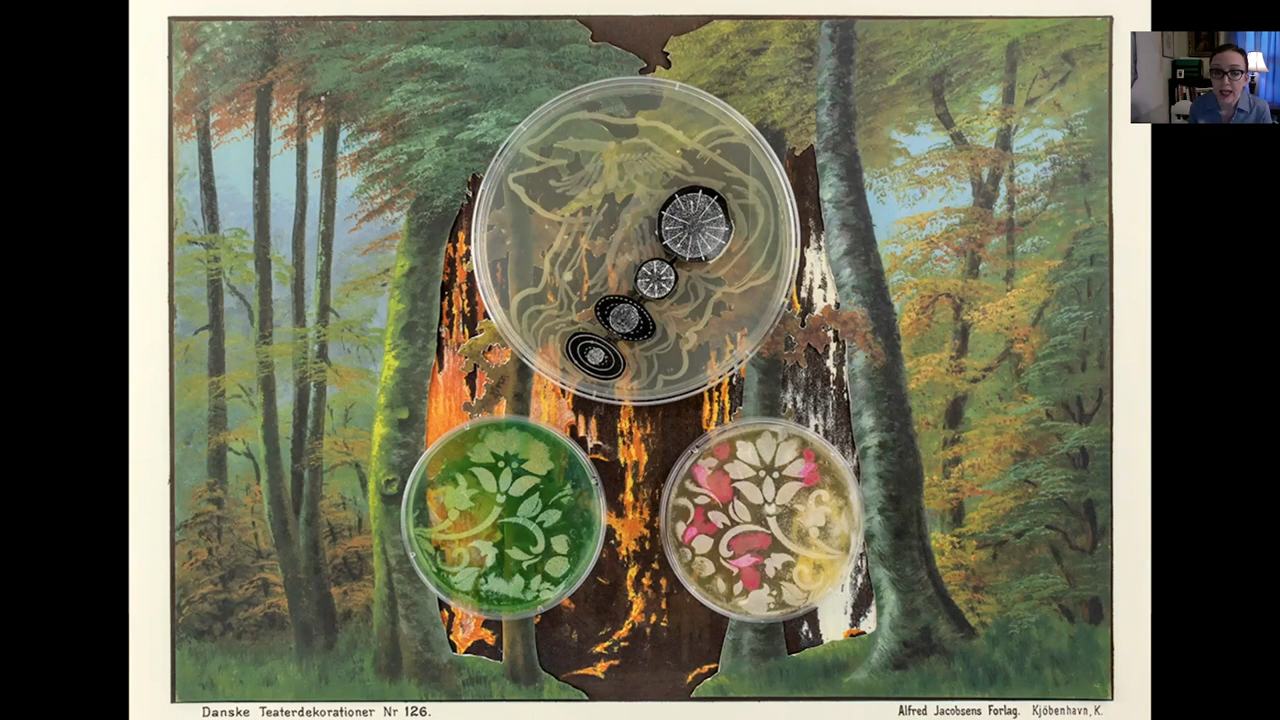 Danske Teaterdekorationer Nr 126.
Alfred Jacobsens Forlag. Kjöbenhavn, K.